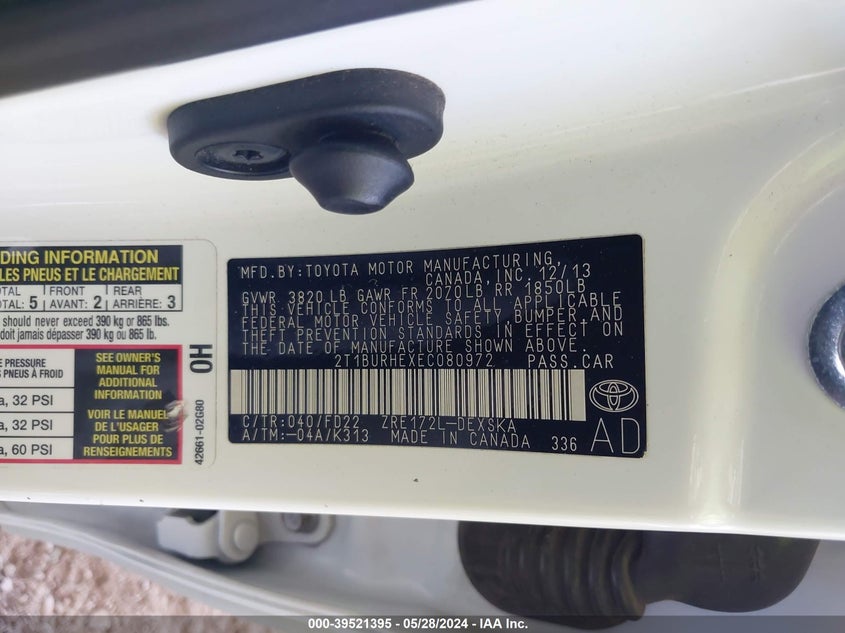 DING INFORMATION
LES PNEUS ET LE CHARGEMENT
TOTAL: 5
FRONT
AVANT: 2
REAR
ARRIÈRE: 3
should never exceed 390 kg or 865 lbs.
doit jamais dépasser 390 kg ou 865 lb.
PRESSURE
PNEUS À FROID
32 PSI
32 PSI
60 PSI
SEE OWNER'S
MANUAL FOR
ADDITIONAL
INFORMATION
VOIR LE MANUEL
DE L'USAGER
POUR PLUS DE
RENSEIGNEMENTS
0H
42661-02G80
MFD.BY:TOYOTA MOTOR MANUFACTURING
CANADA, INC. 12/13
GVWR 3820 LB GAWR FR 2070LB RR 1850LB
THIS VEHICLE CONFORMS TO ALL APPLICABLE
FEDERAL MOTOR VEHICLE SAFETY, BUMPER AND
THEFT PREVENTION STANDARDS IN EFFECT ON
THE DATE OF MANUFACTURE SHOWN ABOVE.
2T1BURHEXEC080972 PASS.CAR
C/TR:040/FD22 ZRE172L-DEXSKA
A/TM:-04A/K313 MADE IN CANADA 336
AD
000-39521395 - 05/28/2024 - IAA Inc.